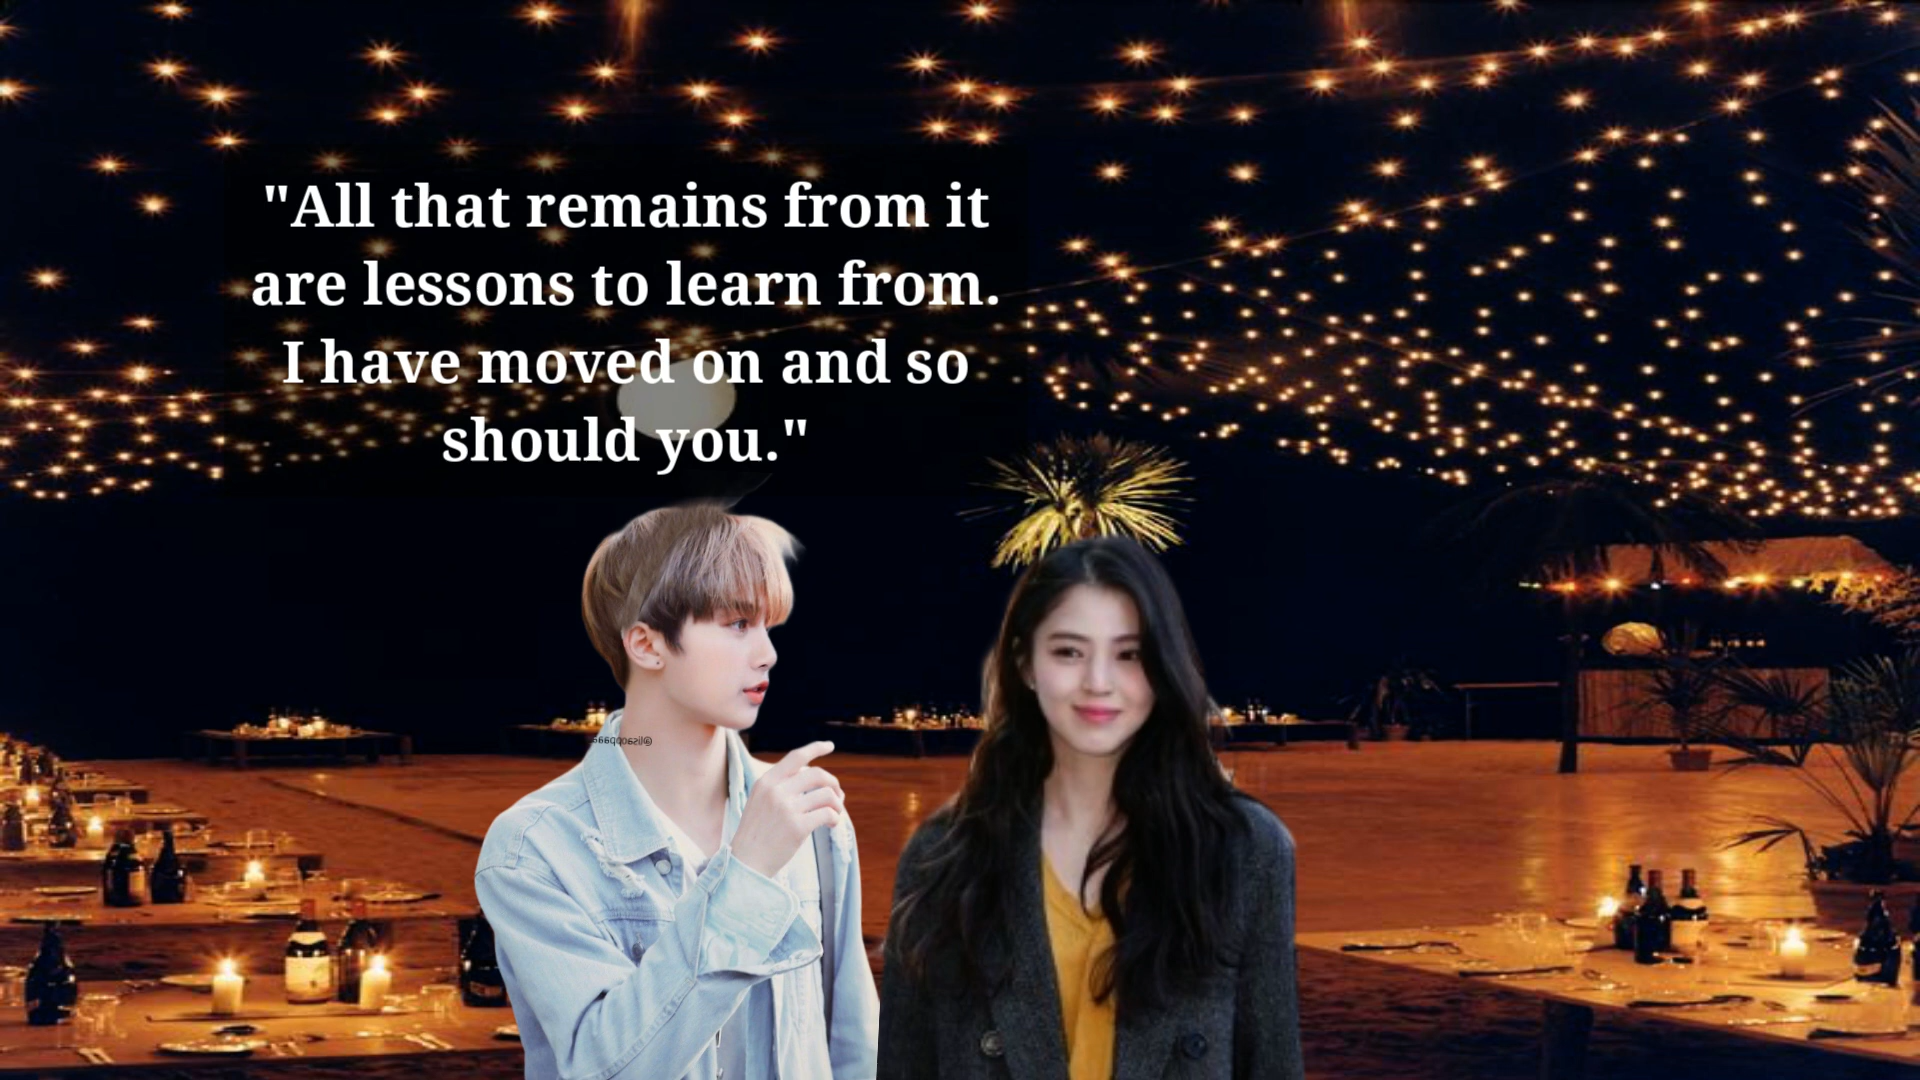 "All that remains from it
are lessons to learn from.
I have moved on and so
should you."